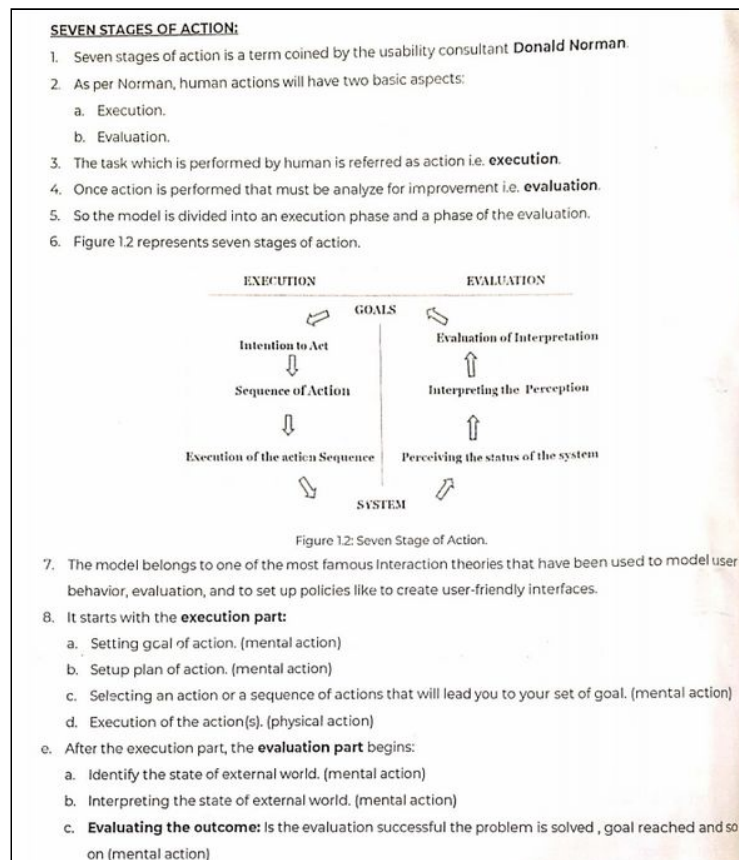 SEVEN STAGES OF ACTION:
1. Seven stages of action is a term coined by the usability consultant Donald Norman.
2. As per Norman, human actions will have two basic aspects:
a. Execution.
b. Evaluation.
3. The task which is performed by human is referred as action i.e. execution.
4. Once action is performed that must be analyze for improvement i.e. evaluation.
5. So the model is divided into an execution phase and a phase of the evaluation.
6. Figure 1.2 represents seven stages of action.
EXECUTION EVALUATION
GOALS
Intention to Act Evaluation of Interpretation
Sequence of Action Interpreting the Perception
Execution of the action Sequence Perceiving the status of the system
SYSTEM
Figure 1.2: Seven Stage of Action.
7. The model belongs to one of the most famous Interaction theories that have been used to model user
behavior, evaluation, and to set up policies like to create user-friendly interfaces.
8. It starts with the execution part:
a. Setting goal of action. (mental action)
b. Setup plan of action. (mental action)
c. Selecting an action or a sequence of actions that will lead you to your set of goal. (mental action)
d. Execution of the action(s). (physical action)
e. After the execution part, the evaluation part begins:
a. Identify the state of external world. (mental action)
b. Interpreting the state of external world. (mental action)
c. Evaluating the outcome: Is the evaluation successful the problem is solved , goal reached and so
on (mental action)